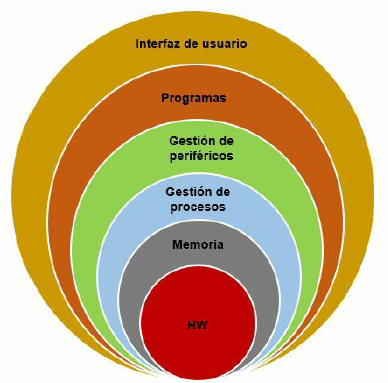 Interfaz de usuario
Programas
Gestión de
periféricos
Gestión de
procesos
Memoria
HW